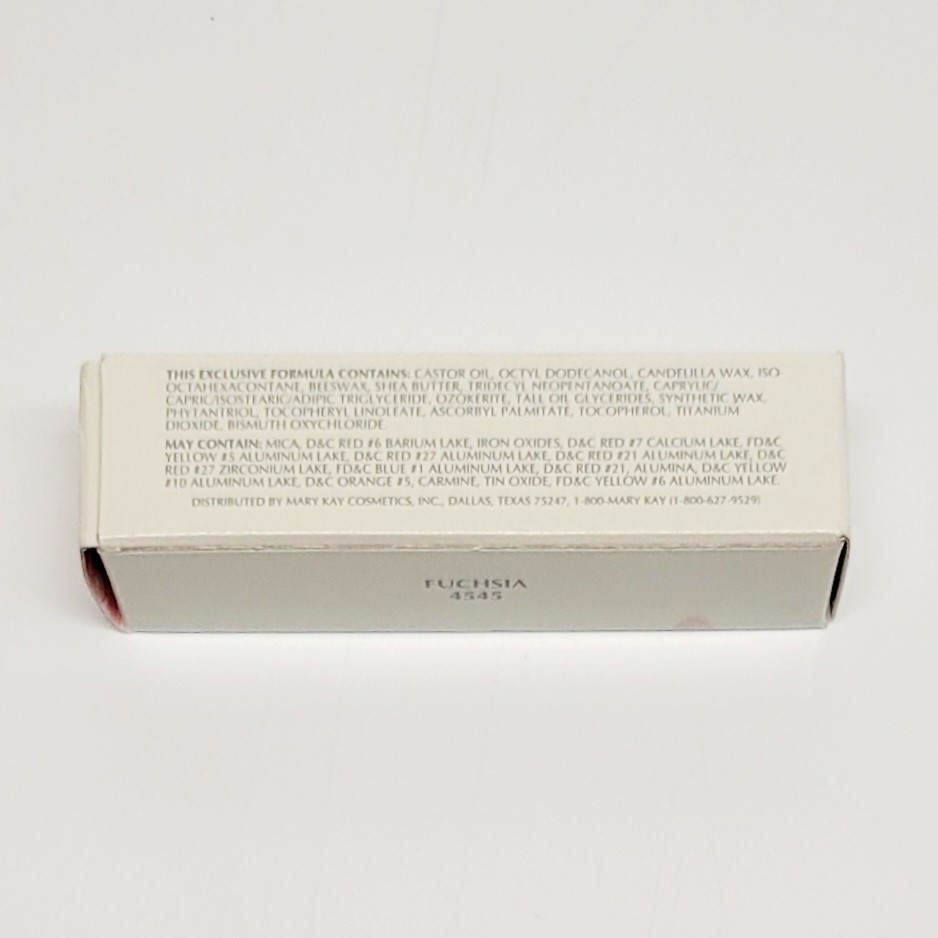 THIS EXCLUSIVE FORMULA CONTAINS: CASTOR OIL, OCTYL DODECANOL, CANDELILLA WAX, ISO
OCTAHEXACONTANE, BEESWAX, SHEA BUTTER, TRIDECYL NEOPENTANOATE, CAPRYLIC/
CAPRIC/ISOSTEARIC/ADIPIC TRIGLYCERIDE, OZOKERITE, TALL OIL GLYCERIDES, SYNTHETIC WAX,
PHYTANTRIOL, TOCOPHERYL LINOLEATE, ASCORBYL PALMITATE, TOCOPHEROL, TITANIUM
DIOXIDE, BISMUTH OXYCHLORIDE.
MAY CONTAIN: MICA, D&C RED #6 BARIUM LAKE, IRON OXIDES, D&C RED #7 CALCIUM LAKE, FD&C
YELLOW #5 ALUMINUM LAKE, D&C RED #27 ALUMINUM LAKE, D&C RED #21 ALUMINUM LAKE, D&C
RED #27 ZIRCONIUM LAKE, FD&C BLUE #1 ALUMINUM LAKE, D&C RED #21, ALUMINA, D&C YELLOW
#10 ALUMINUM LAKE, D&C ORANGE #5, CARMINE, TIN OXIDE, FD&C YELLOW #6 ALUMINUM LAKE.
DISTRIBUTED BY MARY KAY COSMETICS, INC., DALLAS, TEXAS 75247, 1-800-MARY KAY (1-800-627-9529)
FUCHSIA
4545